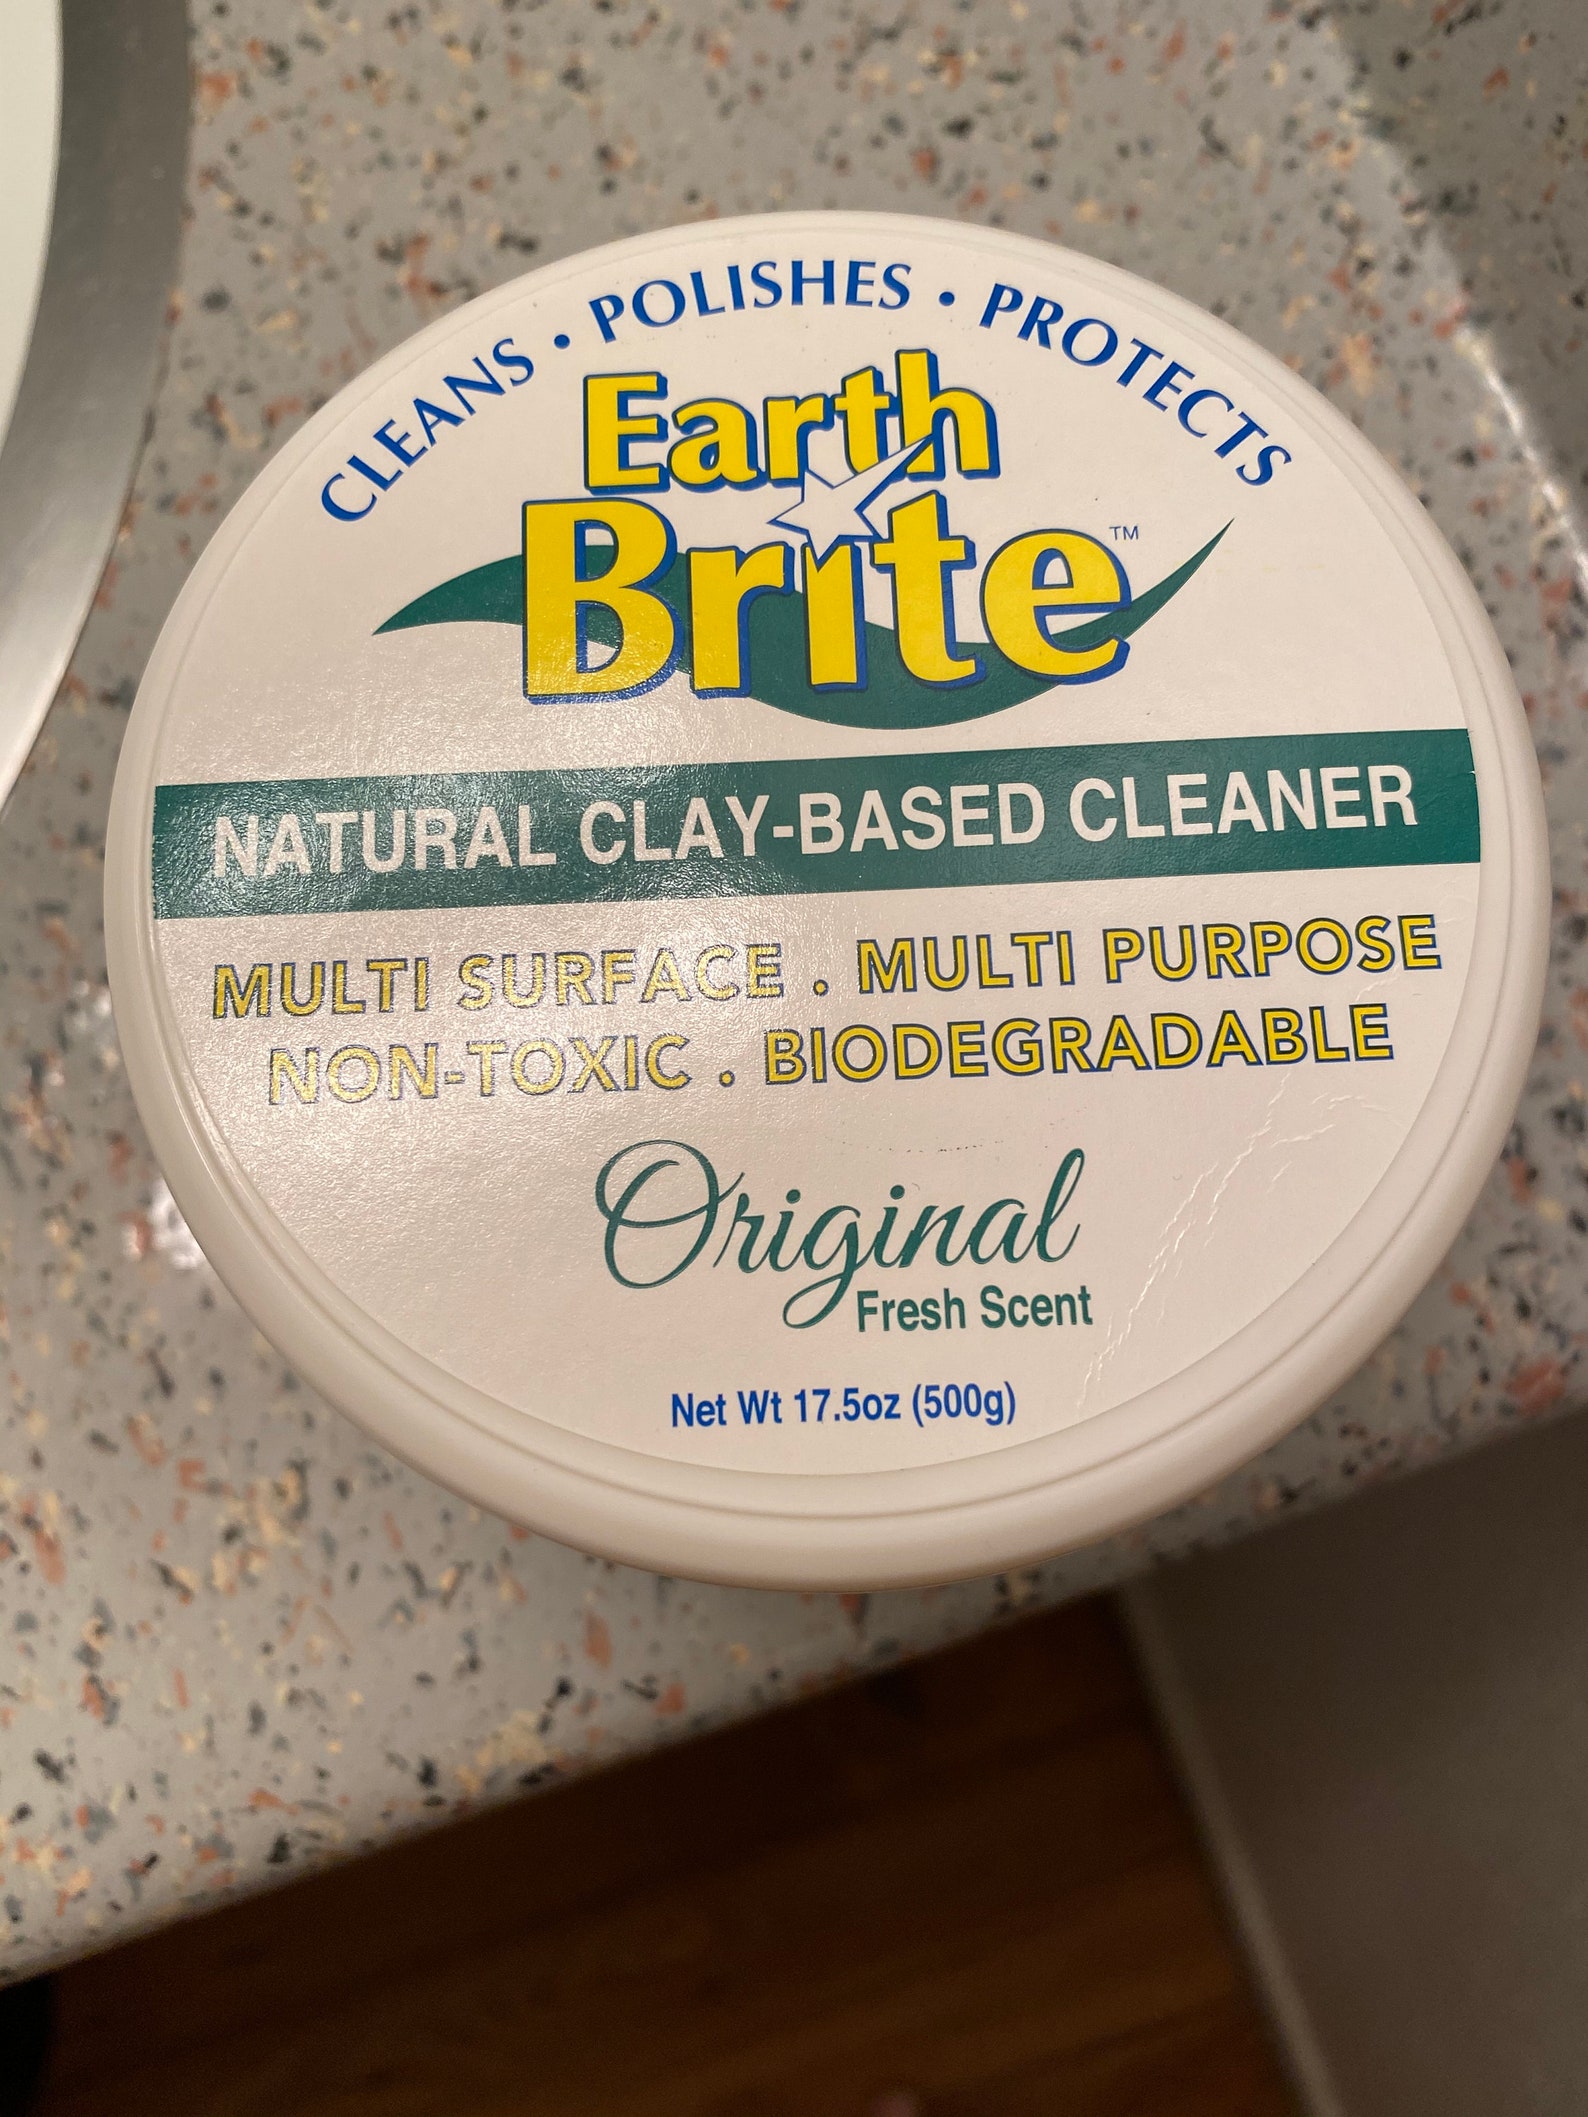 CLEANS • POLISHES • PROTECTS
Earth
Brite™
NATURAL CLAY-BASED CLEANER
MULTI SURFACE . MULTI PURPOSE
NON-TOXIC . BIODEGRADABLE
Original
Fresh Scent
Net Wt 17.5oz (500g)